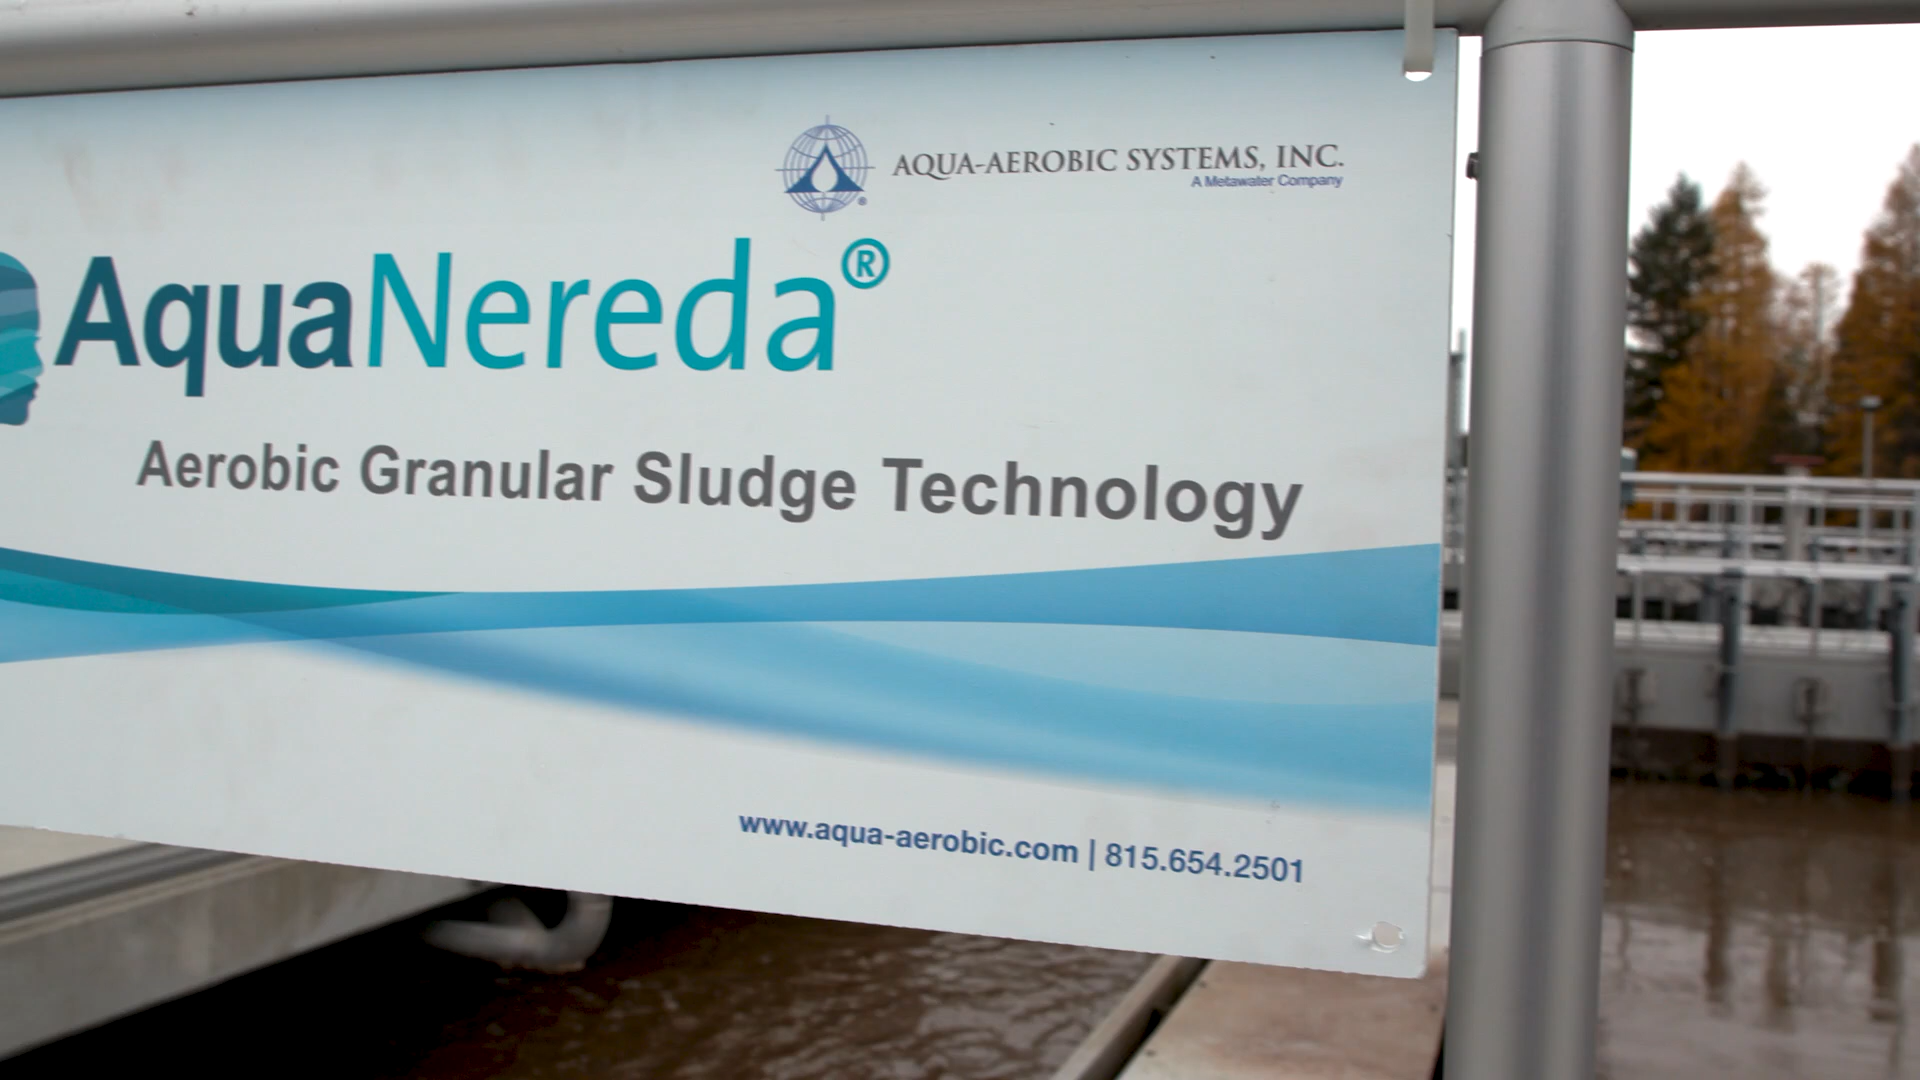 AQUA-AEROBIC SYSTEMS, INC.
A Metawater Company
AquaNereda®
Aerobic Granular Sludge Technology
www.aqua-aerobic.com | 815.654.2501